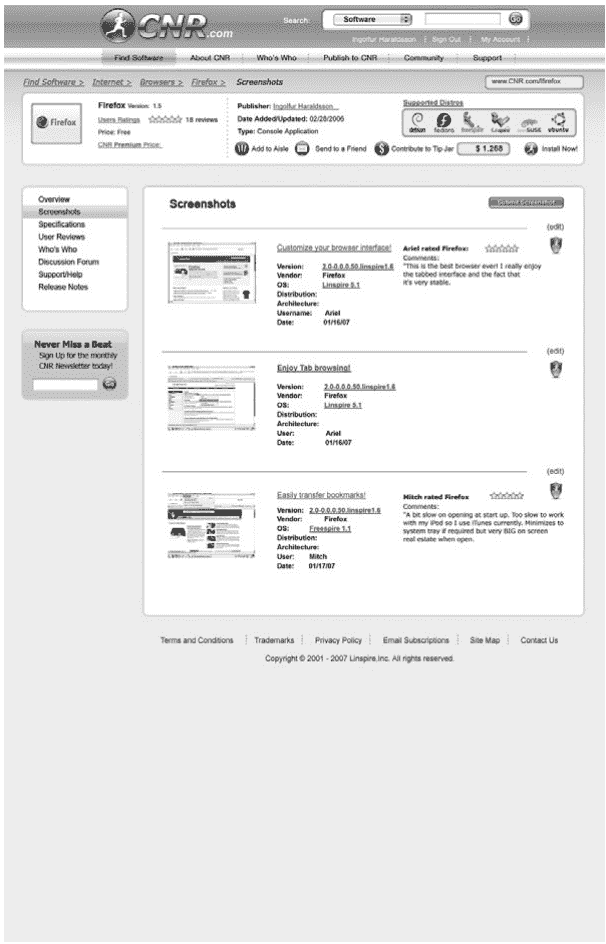 CNR.com
Search: Software Go
Ingolfur Haraldsson Sign Out My Account
Find Software About CNR Who's Who Publish to CNR Community Support
Find Software > Internet > Browsers > Firefox > Screenshots www.CNR.com/firefox
Firefox Version: 1.5
Users Ratings 18 reviews
Price: Free
CNR Premium Price:
Firefox
Publisher: Ingolfur Haraldsson
Date Added/Updated: 02/28/2006
Type: Console Application
Supported Distros
debian fedora freespire Linspire SUSE ubuntu
Add to Aisle Send to a Friend Contribute to Tip Jar $ 1.268 Install Now!
Overview
Screenshots
Specifications
User Reviews
Who's Who
Discussion Forum
Support/Help
Release Notes
Never Miss a Beat
Sign Up for the monthly
CNR Newsletter today!
Go
Screenshots Submit Screenshot
(edit)
Customize your browser interface!
Version: 2.0-0.0.0.50.linspire1.6
Vendor: Firefox
OS: Linspire 5.1
Distribution:
Architecture:
Username: Ariel
Date: 01/16/07
Ariel rated Firefox:
Comments:
"This is the best browser ever! I really enjoy
the tabbed interface and the fact that
it's very stable.
(edit)
Enjoy Tab browsing!
Version: 2.0-0.0.0.50.linspire1.6
Vendor: Firefox
OS: Linspire 5.1
Distribution:
Architecture:
User: Ariel
Date: 01/16/07
(edit)
Easily transfer bookmarks!
Version: 2.0-0.0.0.50.linspire1.6
Vendor: Firefox
OS: Freespire 1.1
Distribution:
Architecture:
User: Mitch
Date: 01/17/07
Mitch rated Firefox
Comments:
"A bit slow on opening at start up. Too slow to work
with my iPod so I use iTunes currently. Minimizes to
system tray if required but very BIG on screen
real estate when open.
Terms and Conditions Trademarks Privacy Policy Email Subscriptions Site Map Contact Us
Copyright © 2001 - 2007 Linspire,Inc. All rights reserved.